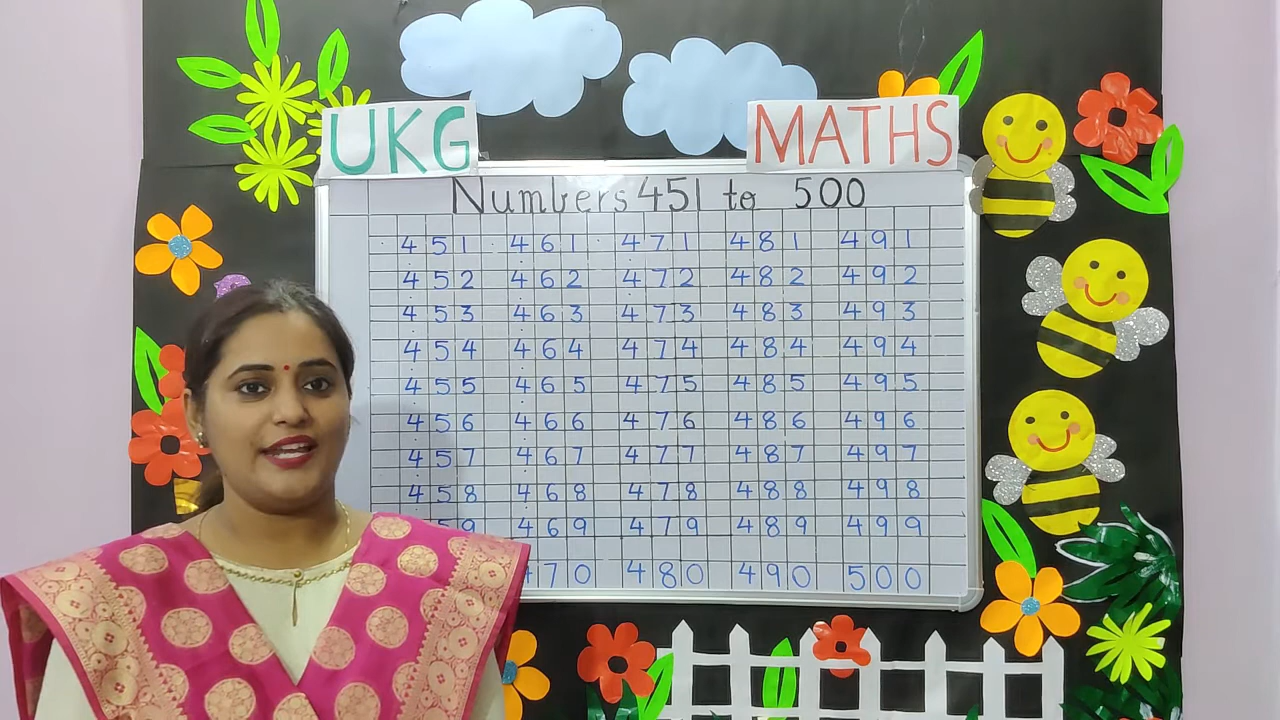 UKG MATHS
Numbers 451 to 500
451 461 471 481 491
452 462 472 482 492
453 463 473 483 493
454 464 474 484 494
455 465 475 485 495
456 466 476 486 496
457 467 477 487 497
458 468 478 488 498
469 479 489 499
480 490 500